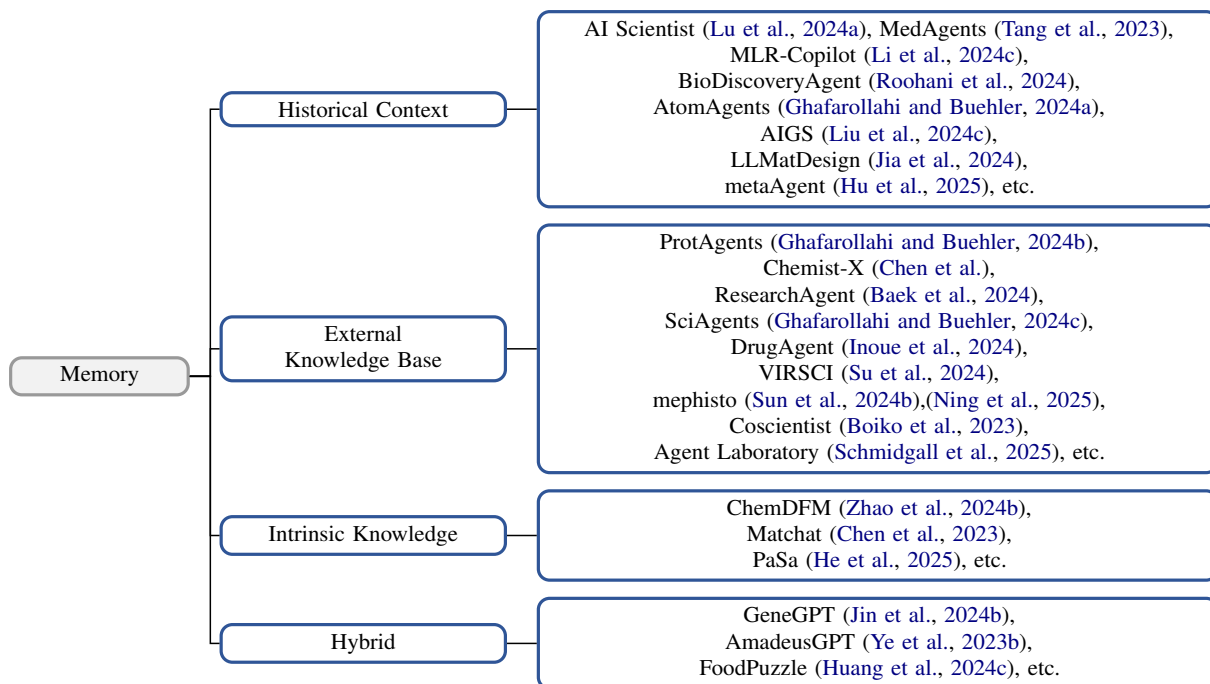 Memory
Historical Context
AI Scientist (Lu et al., 2024a), MedAgents (Tang et al., 2023),
MLR-Copilot (Li et al., 2024c),
BioDiscoveryAgent (Roohani et al., 2024),
AtomAgents (Ghafarollahi and Buehler, 2024a),
AIGS (Liu et al., 2024c),
LLMatDesign (Jia et al., 2024),
metaAgent (Hu et al., 2025), etc.
External
Knowledge Base
ProtAgents (Ghafarollahi and Buehler, 2024b),
Chemist-X (Chen et al.),
ResearchAgent (Baek et al., 2024),
SciAgents (Ghafarollahi and Buehler, 2024c),
DrugAgent (Inoue et al., 2024),
VIRSCI (Su et al., 2024),
mephisto (Sun et al., 2024b),(Ning et al., 2025),
Coscientist (Boiko et al., 2023),
Agent Laboratory (Schmidgall et al., 2025), etc.
Intrinsic Knowledge
ChemDFM (Zhao et al., 2024b),
Matchat (Chen et al., 2023),
PaSa (He et al., 2025), etc.
Hybrid
GeneGPT (Jin et al., 2024b),
AmadeusGPT (Ye et al., 2023b),
FoodPuzzle (Huang et al., 2024c), etc.